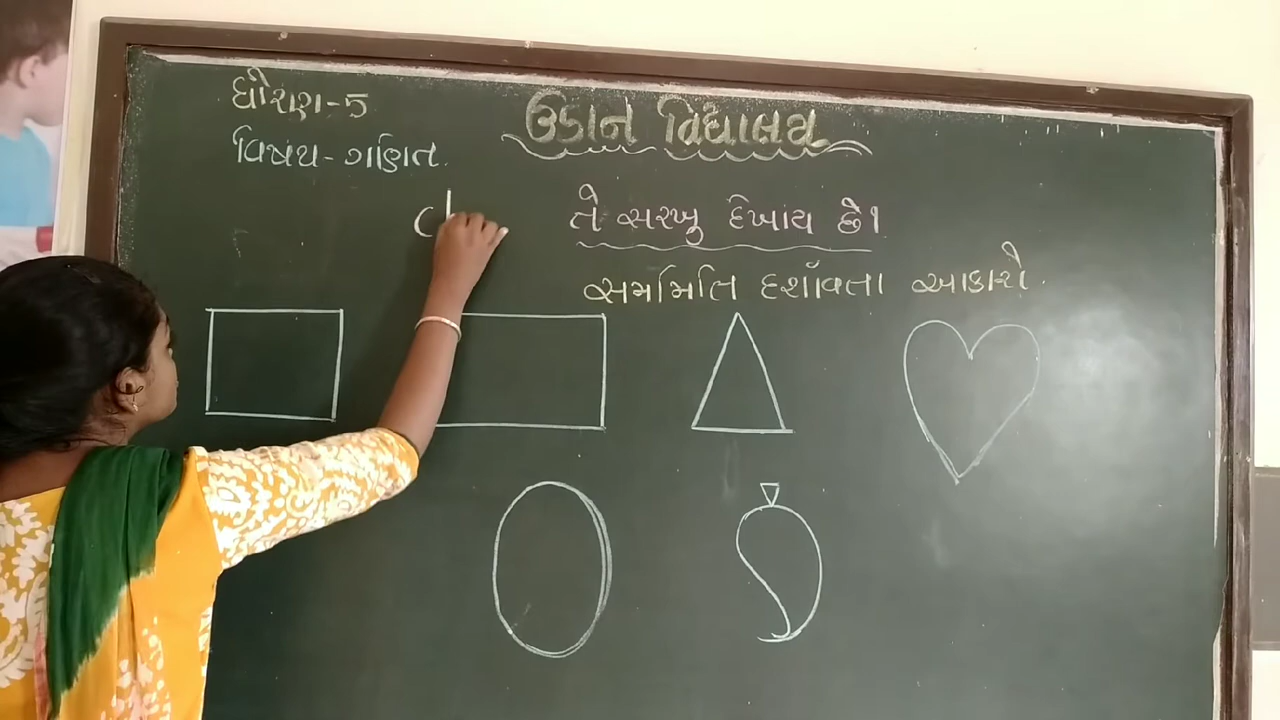 ધોરણ-5
ઉડાન વિદ્યાલય
વિષય-ગણિત.
તે સરખુ દેખાય છે।
સમમિતિ દર્શાવતા આકારો.